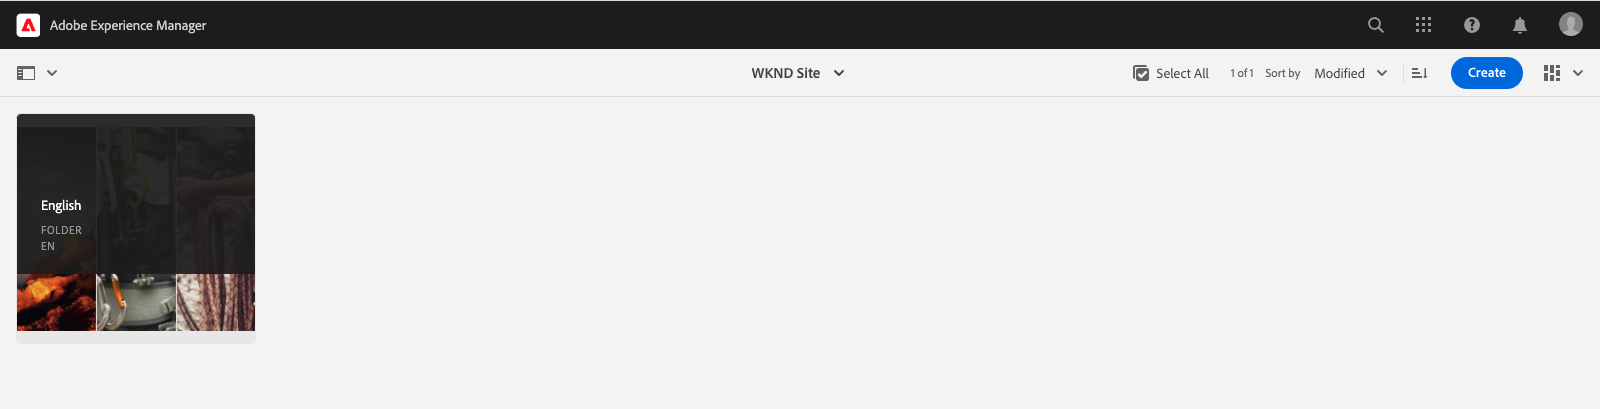 Adobe Experience Manager
WKND Site
Select All
1 of 1
Sort by
Modified
Create
English
FOLDER
EN